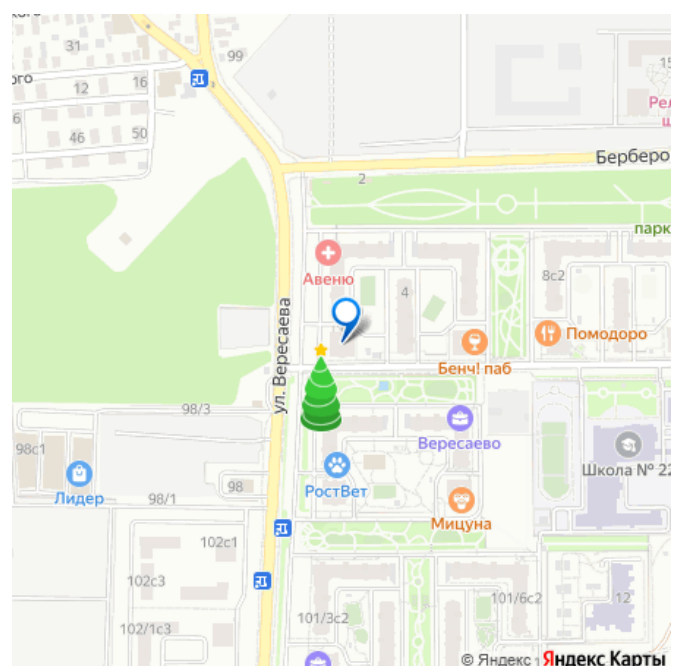 31
99
12
16
46
50
2
Берберо
парк
Авеню
4
8с2
Помодоро
Бенч! паб
ул. Вересаева
98/3
98с1
Лидер
98/1
98
РостВет
Вересаево
Мицуна
Школа № 22
102с1
102с3
102/1с3
101/3с2
101/6с2
12
© Яндекс
Яндекс Карты